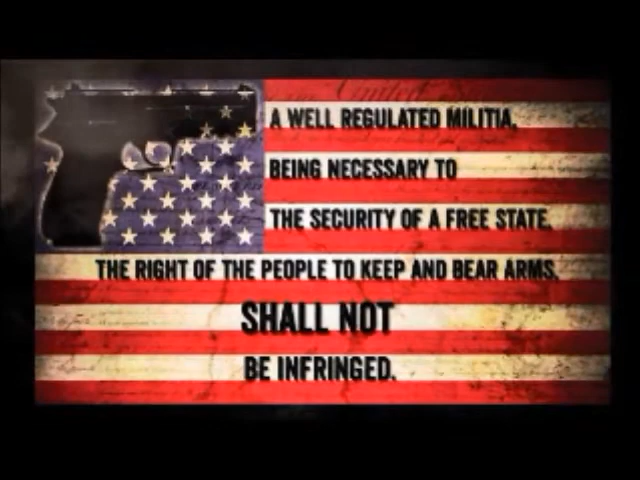 A WELL REGULATED MILITIA,
BEING NECESSARY TO
THE SECURITY OF A FREE STATE,
THE RIGHT OF THE PEOPLE TO KEEP AND BEAR ARMS,
SHALL NOT
BE INFRINGED.